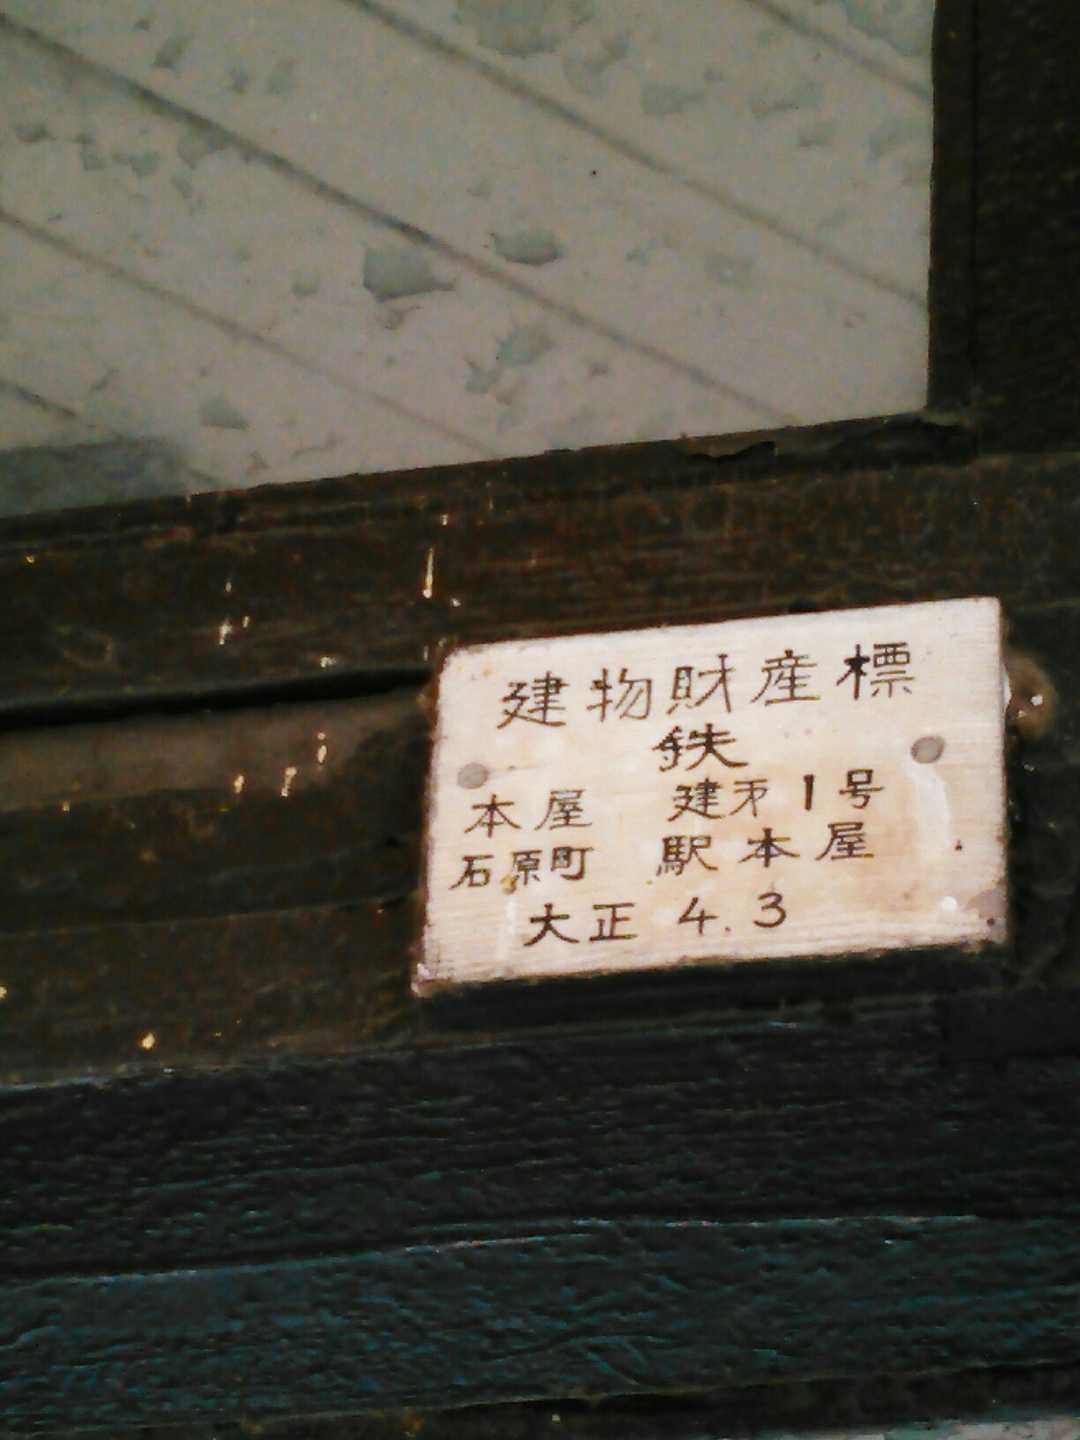 建物財産標
鉄
本屋 建㐧1号
石原町 駅本屋
大正 4.3